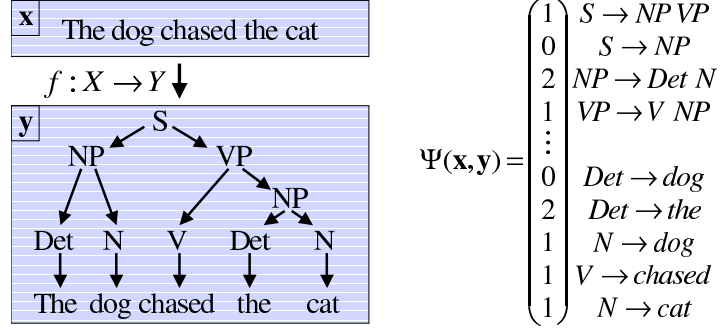 x
The dog chased the cat
f : X → Y
y
S
NP VP
NP
Det N V Det N
The dog chased the cat
Ψ(x,y) =
1 S → NP VP
0 S → NP
2 NP → Det N
1 VP → V NP
⋮
0 Det → dog
2 Det → the
1 N → dog
1 V → chased
1 N → cat